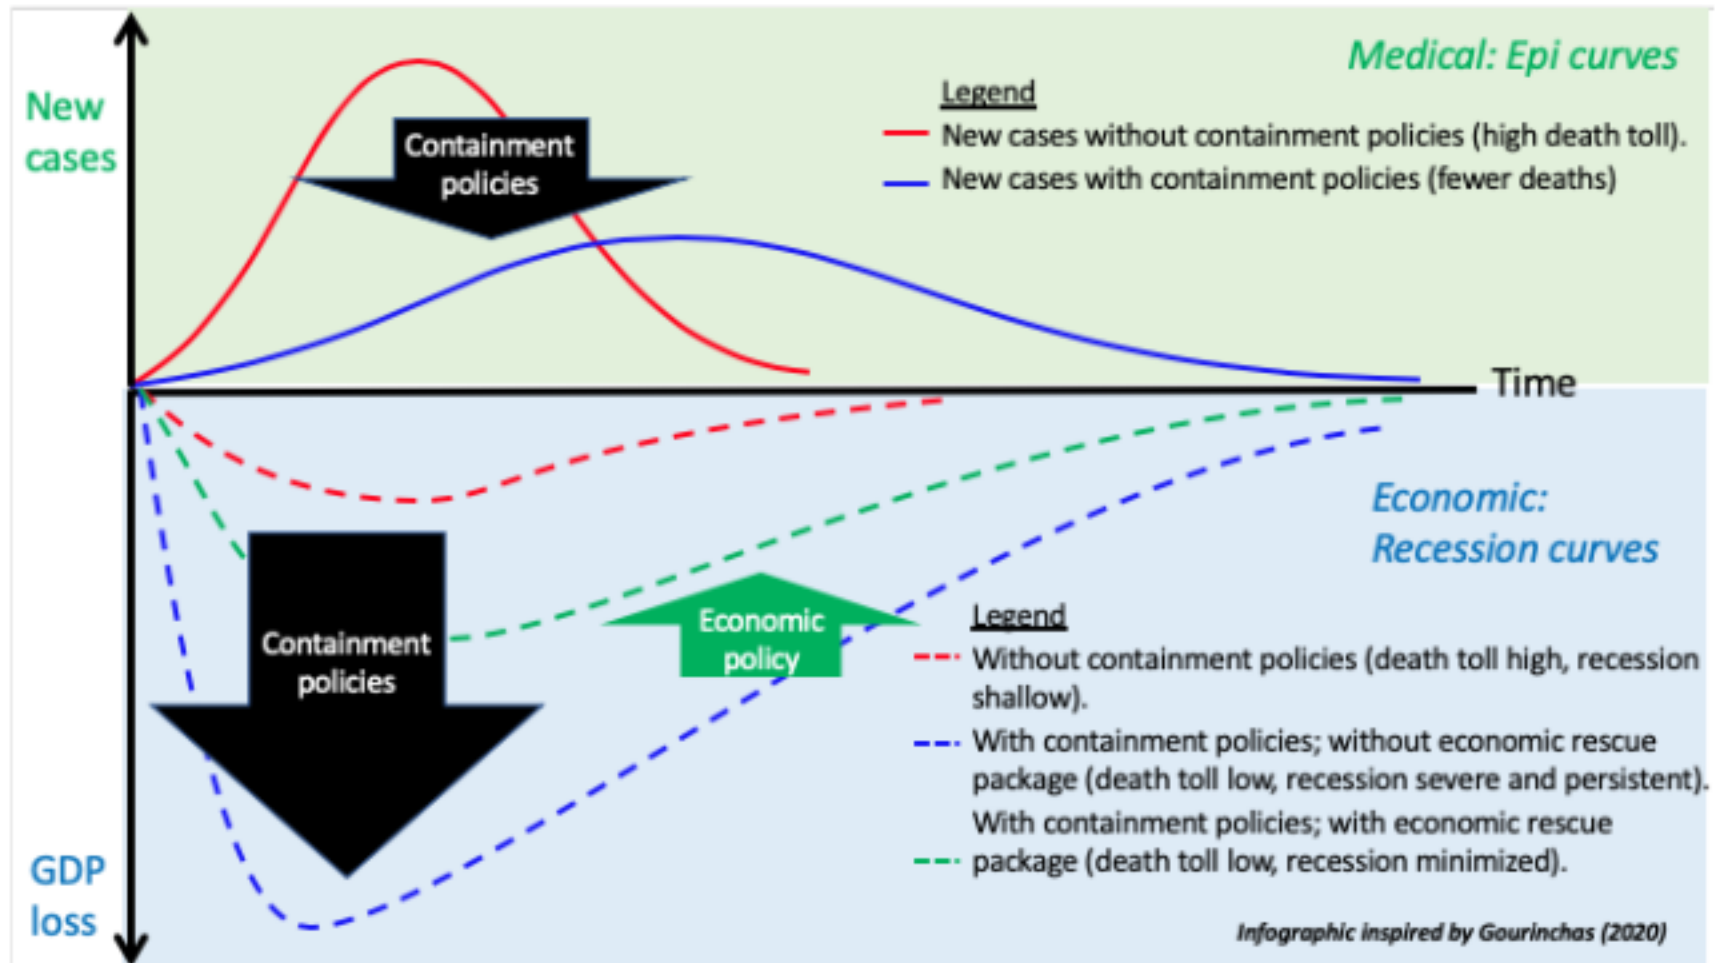 Medical: Epi curves
New
cases
Legend
New cases without containment policies (high death toll).
New cases with containment policies (fewer deaths)
Containment
policies
Time
Economic:
Recession curves
Containment
policies
Economic
policy
Legend
Without containment policies (death toll high, recession
shallow).
With containment policies; without economic rescue
package (death toll low, recession severe and persistent).
With containment policies; with economic rescue
package (death toll low, recession minimized).
GDP
loss
Infographic inspired by Gourinchas (2020)